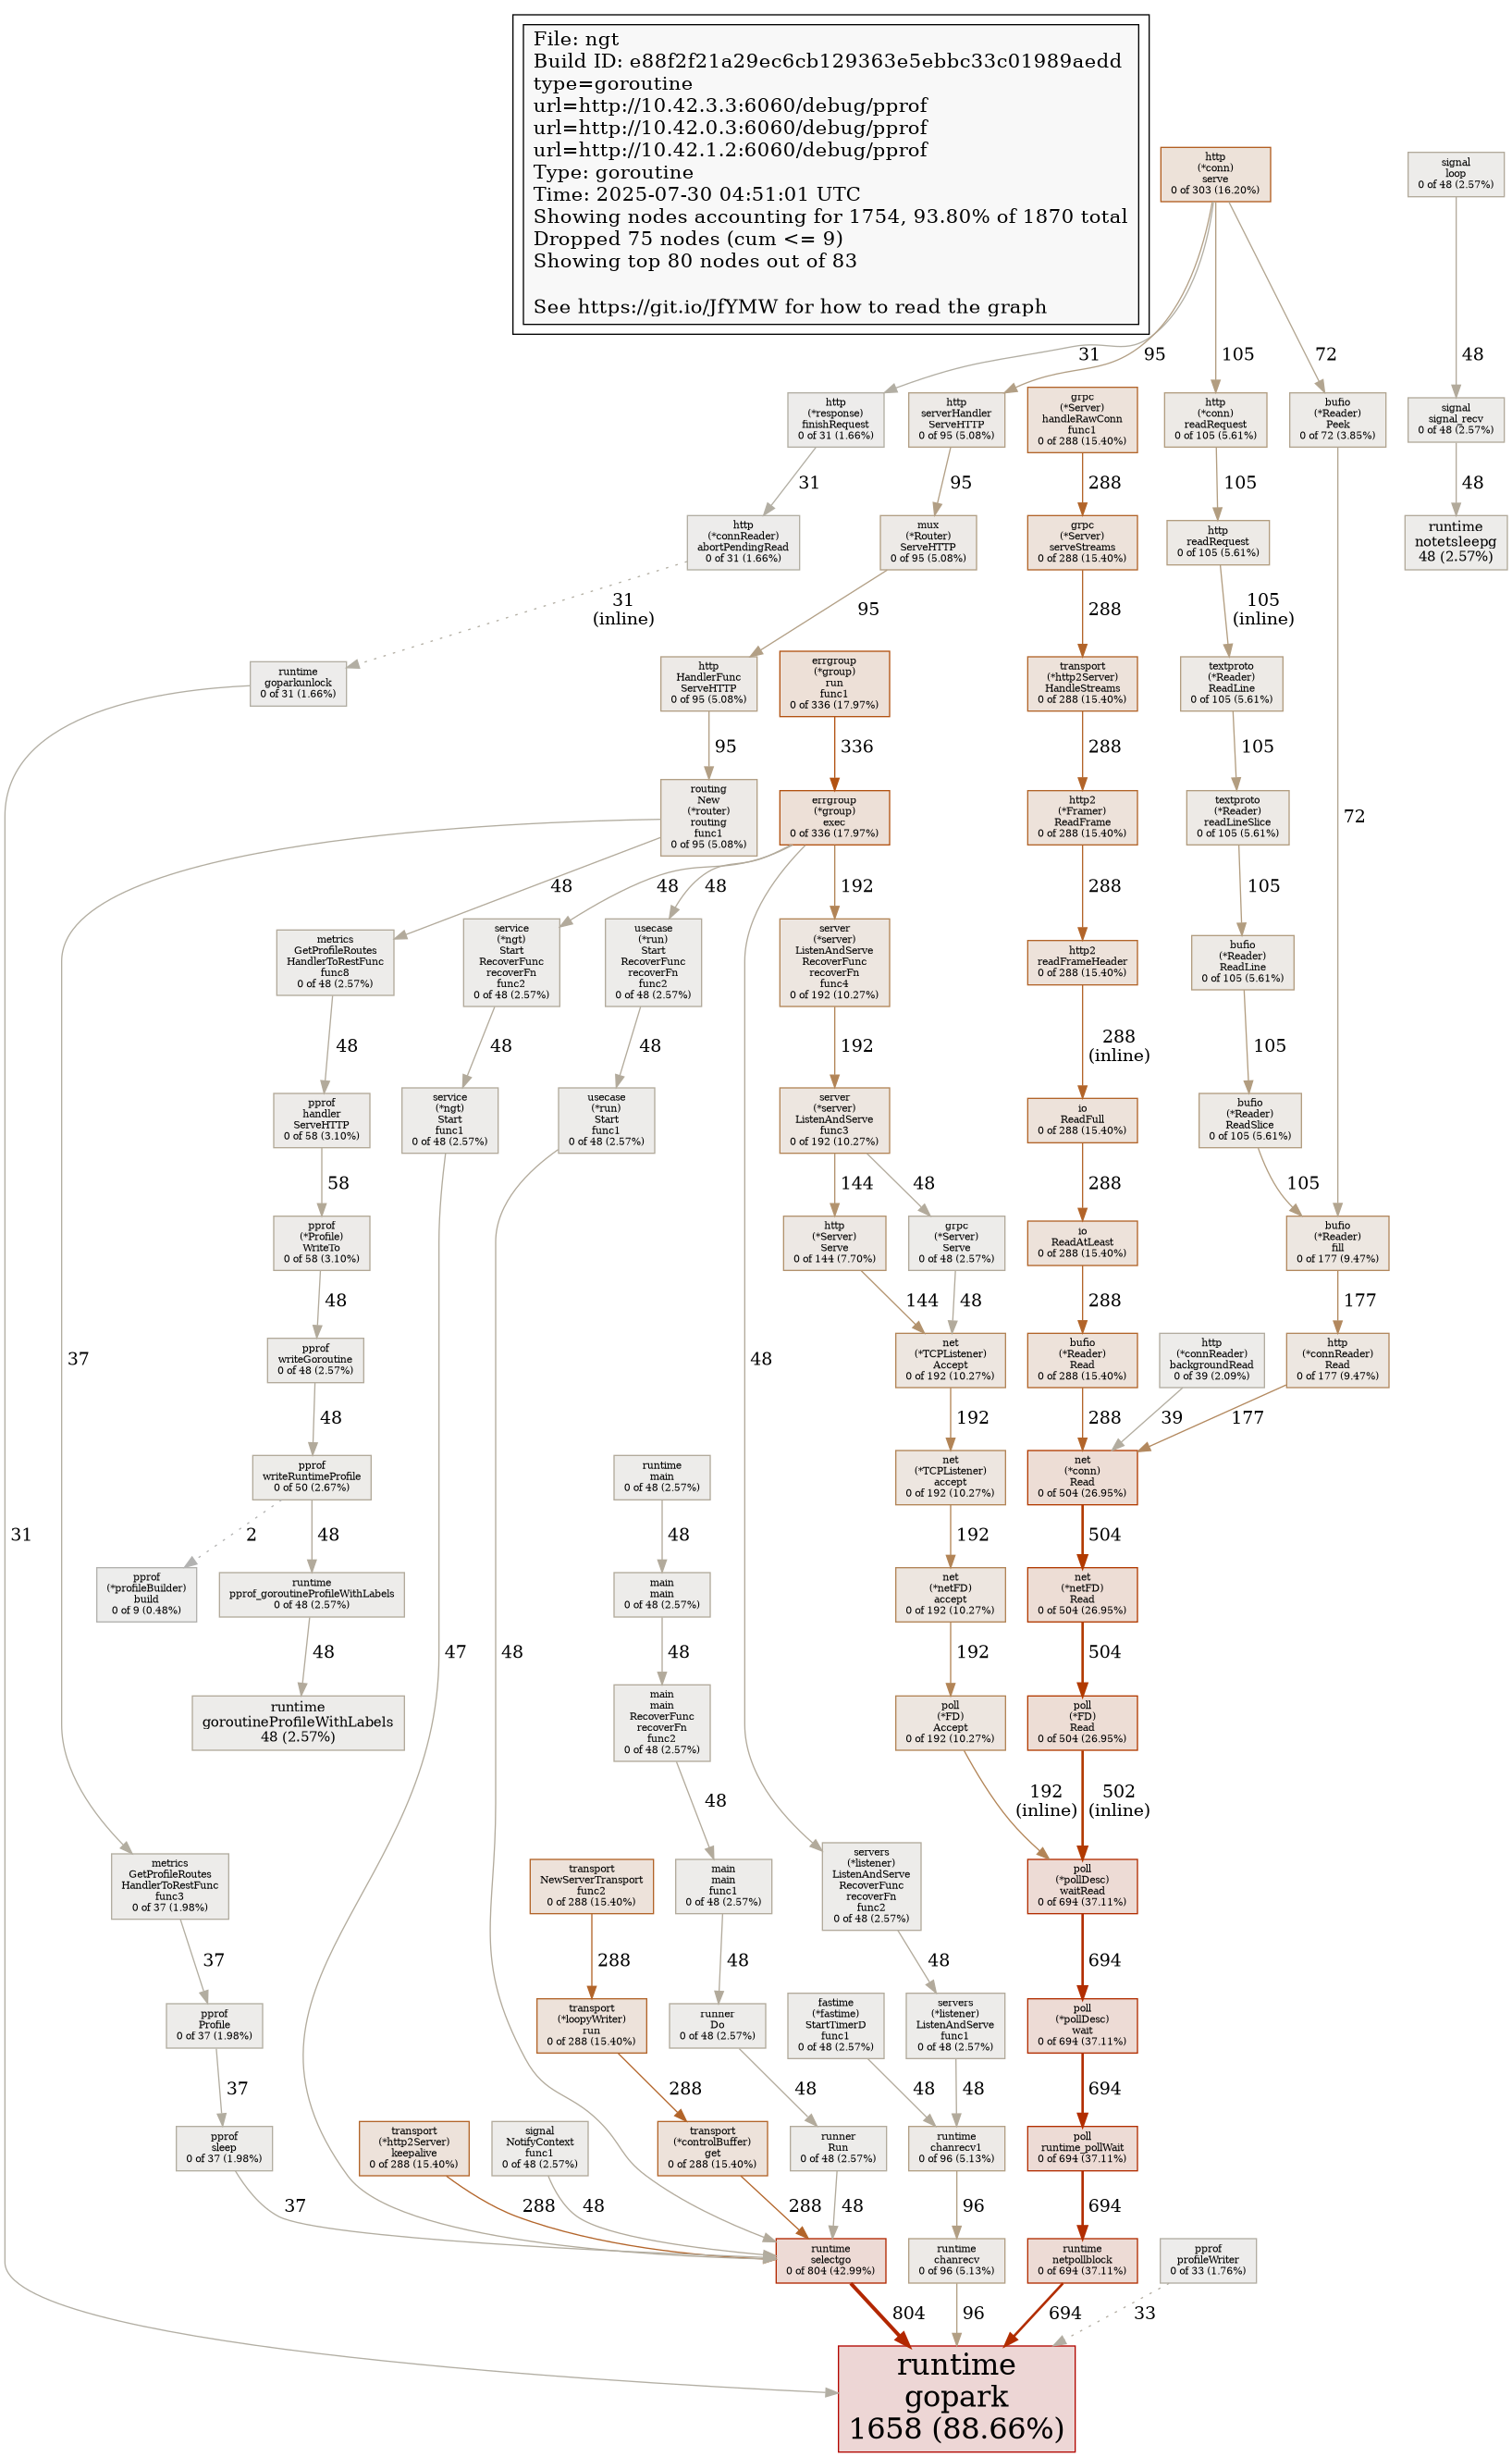 File: ngt
Build ID: e88f2f21a29ec6cb129363e5ebbc33c01989aedd
type=goroutine
url=http://10.42.3.3:6060/debug/pprof
url=http://10.42.0.3:6060/debug/pprof
url=http://10.42.1.2:6060/debug/pprof
Type: goroutine
Time: 2025-07-30 04:51:01 UTC
Showing nodes accounting for 1754, 93.80% of 1870 total
Dropped 75 nodes (cum <= 9)
Showing top 80 nodes out of 83
See https://git.io/JfYMW for how to read the graph
http
(*conn)
serve
0 of 303 (16.20%)
signal
loop
0 of 48 (2.57%)
31
95
105
72
48
http
(*response)
finishRequest
0 of 31 (1.66%)
http
serverHandler
ServeHTTP
0 of 95 (5.08%)
grpc
(*Server)
handleRawConn
func1
0 of 288 (15.40%)
http
(*conn)
readRequest
0 of 105 (5.61%)
bufio
(*Reader)
Peek
0 of 72 (3.85%)
signal
signal_recv
0 of 48 (2.57%)
31
95
288
105
48
http
(*connReader)
abortPendingRead
0 of 31 (1.66%)
mux
(*Router)
ServeHTTP
0 of 95 (5.08%)
grpc
(*Server)
serveStreams
0 of 288 (15.40%)
http
readRequest
0 of 105 (5.61%)
runtime
notetsleepg
48 (2.57%)
31
(inline)
95
288
105
(inline)
runtime
goparkunlock
0 of 31 (1.66%)
http
HandlerFunc
ServeHTTP
0 of 95 (5.08%)
errgroup
(*group)
run
func1
0 of 336 (17.97%)
transport
(*http2Server)
HandleStreams
0 of 288 (15.40%)
textproto
(*Reader)
ReadLine
0 of 105 (5.61%)
95
336
288
105
routing
New
(*router)
routing
func1
0 of 95 (5.08%)
errgroup
(*group)
exec
0 of 336 (17.97%)
http2
(*Framer)
ReadFrame
0 of 288 (15.40%)
textproto
(*Reader)
readLineSlice
0 of 105 (5.61%)
72
48
48
48
192
288
105
metrics
GetProfileRoutes
HandlerToRestFunc
func8
0 of 48 (2.57%)
service
(*ngt)
Start
RecoverFunc
recoverFn
func2
0 of 48 (2.57%)
usecase
(*run)
Start
RecoverFunc
recoverFn
func2
0 of 48 (2.57%)
server
(*server)
ListenAndServe
RecoverFunc
recoverFn
func4
0 of 192 (10.27%)
http2
readFrameHeader
0 of 288 (15.40%)
bufio
(*Reader)
ReadLine
0 of 105 (5.61%)
48
48
48
192
288
(inline)
105
pprof
handler
ServeHTTP
0 of 58 (3.10%)
service
(*ngt)
Start
func1
0 of 48 (2.57%)
usecase
(*run)
Start
func1
0 of 48 (2.57%)
server
(*server)
ListenAndServe
func3
0 of 192 (10.27%)
io
ReadFull
0 of 288 (15.40%)
bufio
(*Reader)
ReadSlice
0 of 105 (5.61%)
58
144
48
288
105
pprof
(*Profile)
WriteTo
0 of 58 (3.10%)
http
(*Server)
Serve
0 of 144 (7.70%)
grpc
(*Server)
Serve
0 of 48 (2.57%)
io
ReadAtLeast
0 of 288 (15.40%)
bufio
(*Reader)
fill
0 of 177 (9.47%)
48
144
48
288
177
37
pprof
writeGoroutine
0 of 48 (2.57%)
48
net
(*TCPListener)
Accept
0 of 192 (10.27%)
bufio
(*Reader)
Read
0 of 288 (15.40%)
http
(*connReader)
backgroundRead
0 of 39 (2.09%)
http
(*connReader)
Read
0 of 177 (9.47%)
48
192
288
39
177
pprof
writeRuntimeProfile
0 of 50 (2.67%)
runtime
main
0 of 48 (2.57%)
net
(*TCPListener)
accept
0 of 192 (10.27%)
net
(*conn)
Read
0 of 504 (26.95%)
31
2
48
48
192
504
pprof
(*profileBuilder)
build
0 of 9 (0.48%)
runtime
pprof_goroutineProfileWithLabels
0 of 48 (2.57%)
main
main
0 of 48 (2.57%)
net
(*netFD)
accept
0 of 192 (10.27%)
net
(*netFD)
Read
0 of 504 (26.95%)
48
47
48
48
192
504
runtime
goroutineProfileWithLabels
48 (2.57%)
main
main
RecoverFunc
recoverFn
func2
0 of 48 (2.57%)
poll
(*FD)
Accept
0 of 192 (10.27%)
poll
(*FD)
Read
0 of 504 (26.95%)
48
192
(inline)
502
(inline)
metrics
GetProfileRoutes
HandlerToRestFunc
func3
0 of 37 (1.98%)
transport
NewServerTransport
func2
0 of 288 (15.40%)
main
main
func1
0 of 48 (2.57%)
servers
(*listener)
ListenAndServe
RecoverFunc
recoverFn
func2
0 of 48 (2.57%)
poll
(*pollDesc)
waitRead
0 of 694 (37.11%)
37
288
48
48
694
pprof
Profile
0 of 37 (1.98%)
transport
(*loopyWriter)
run
0 of 288 (15.40%)
runner
Do
0 of 48 (2.57%)
fastime
(*fastime)
StartTimerD
func1
0 of 48 (2.57%)
servers
(*listener)
ListenAndServe
func1
0 of 48 (2.57%)
poll
(*pollDesc)
wait
0 of 694 (37.11%)
37
288
48
48
48
694
pprof
sleep
0 of 37 (1.98%)
transport
(*http2Server)
keepalive
0 of 288 (15.40%)
signal
NotifyContext
func1
0 of 48 (2.57%)
transport
(*controlBuffer)
get
0 of 288 (15.40%)
runner
Run
0 of 48 (2.57%)
runtime
chanrecv1
0 of 96 (5.13%)
poll
runtime_pollWait
0 of 694 (37.11%)
37
288
48
288
48
96
694
runtime
selectgo
0 of 804 (42.99%)
runtime
chanrecv
0 of 96 (5.13%)
runtime
netpollblock
0 of 694 (37.11%)
pprof
profileWriter
0 of 33 (1.76%)
804
96
694
33
runtime
gopark
1658 (88.66%)